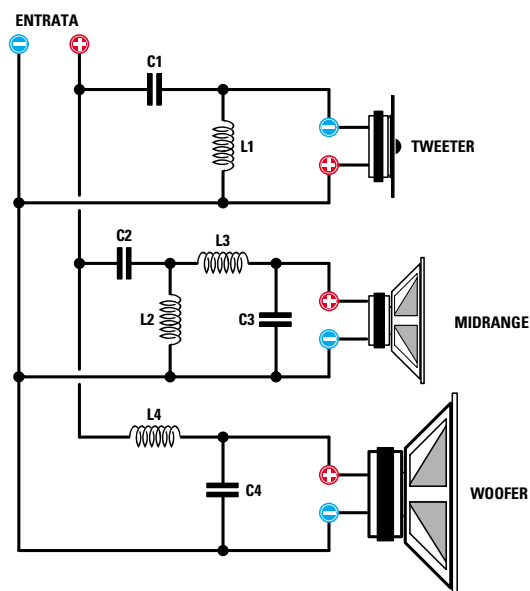 ENTRATA
C1
L1
TWEETER
C2
L3
L2
C3
MIDRANGE
L4
C4
WOOFER